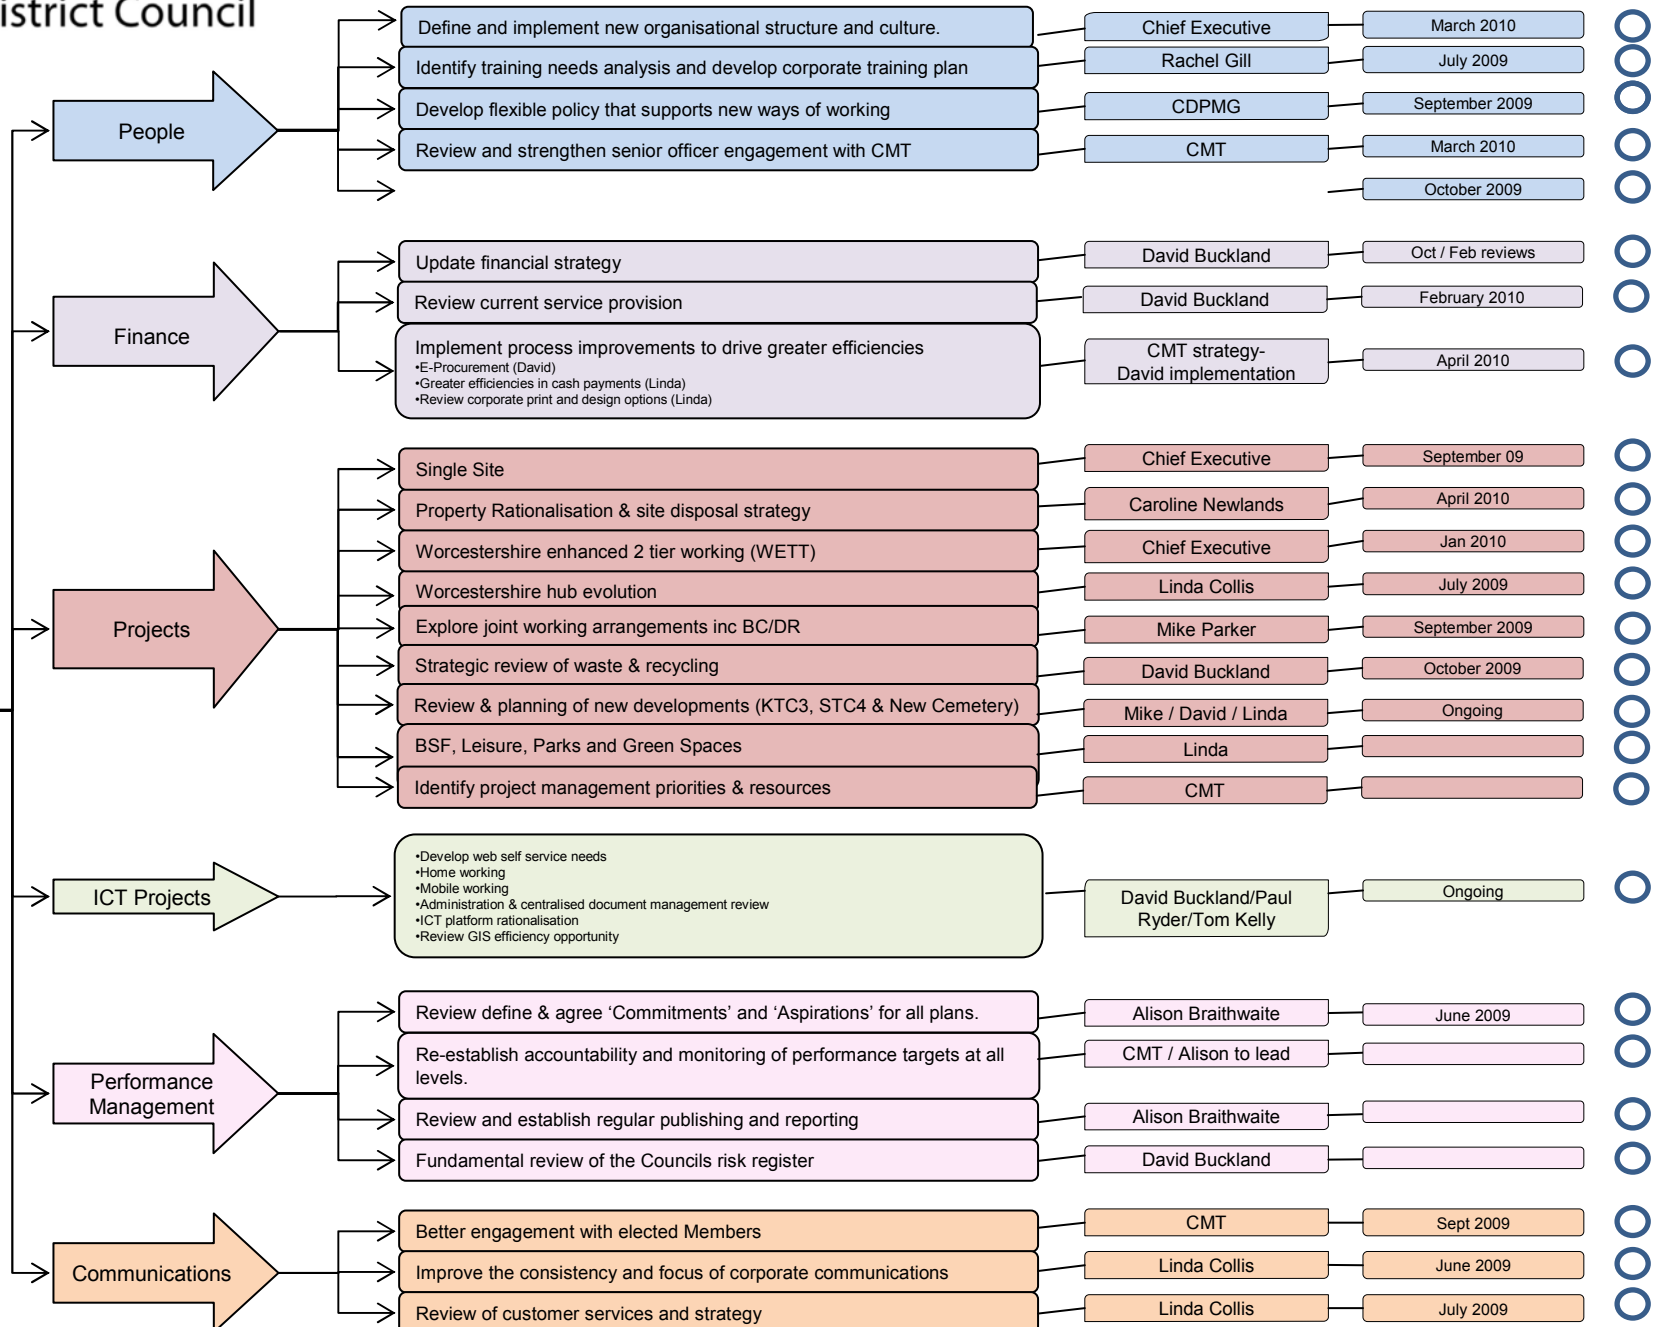 istrict Council
People
Define and implement new organisational structure and culture.
Chief Executive
March 2010
Identify training needs analysis and develop corporate training plan
Rachel Gill
July 2009
Develop flexible policy that supports new ways of working
CDPMG
September 2009
Review and strengthen senior officer engagement with CMT
CMT
March 2010
October 2009
Finance
Update financial strategy
David Buckland
Oct / Feb reviews
Review current service provision
David Buckland
February 2010
Implement process improvements to drive greater efficiencies
•E-Procurement (David)
•Greater efficiencies in cash payments (Linda)
•Review corporate print and design options (Linda)
CMT strategy-
David implementation
April 2010
Projects
Single Site
Chief Executive
September 09
Property Rationalisation & site disposal strategy
Caroline Newlands
April 2010
Worcestershire enhanced 2 tier working (WETT)
Chief Executive
Jan 2010
Worcestershire hub evolution
Linda Collis
July 2009
Explore joint working arrangements inc BC/DR
Mike Parker
September 2009
Strategic review of waste & recycling
David Buckland
October 2009
Review & planning of new developments (KTC3, STC4 & New Cemetery)
Mike / David / Linda
Ongoing
BSF, Leisure, Parks and Green Spaces
Linda
Identify project management priorities & resources
CMT
ICT Projects
•Develop web self service needs
•Home working
•Mobile working
•Administration & centralised document management review
•ICT platform rationalisation
•Review GIS efficiency opportunity
David Buckland/Paul
Ryder/Tom Kelly
Ongoing
Performance
Management
Review define & agree ‘Commitments’ and ‘Aspirations’ for all plans.
Alison Braithwaite
June 2009
Re-establish accountability and monitoring of performance targets at all
levels.
CMT / Alison to lead
Review and establish regular publishing and reporting
Alison Braithwaite
Fundamental review of the Councils risk register
David Buckland
Communications
Better engagement with elected Members
CMT
Sept 2009
Improve the consistency and focus of corporate communications
Linda Collis
June 2009
Review of customer services and strategy
Linda Collis
July 2009